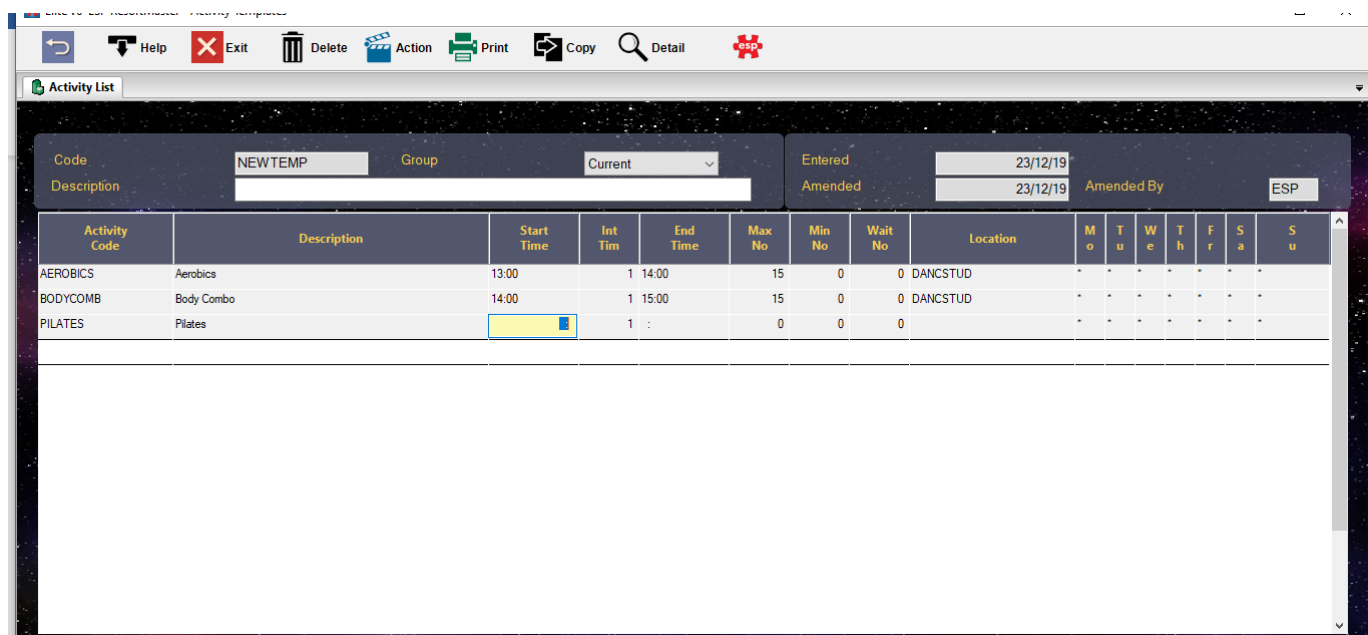 Help Exit Delete Action Print Copy Detail esp
Activity List
Code NEWTEMP Group Current Entered 23/12/19
Description Amended 23/12/19 Amended By ESP
Activity Code Description Start Time Int Tim End Time Max No Min No Wait No Location Mo Tu We Th Fr Sa Su
AEROBICS Aerobics 13:00 1 14:00 15 0 0 DANCSTUD * * * * * * *
BODYCOMB Body Combo 14:00 1 15:00 15 0 0 DANCSTUD * * * * * * *
PILATES Pilates : 1 : 0 0 0 * * * * * * *